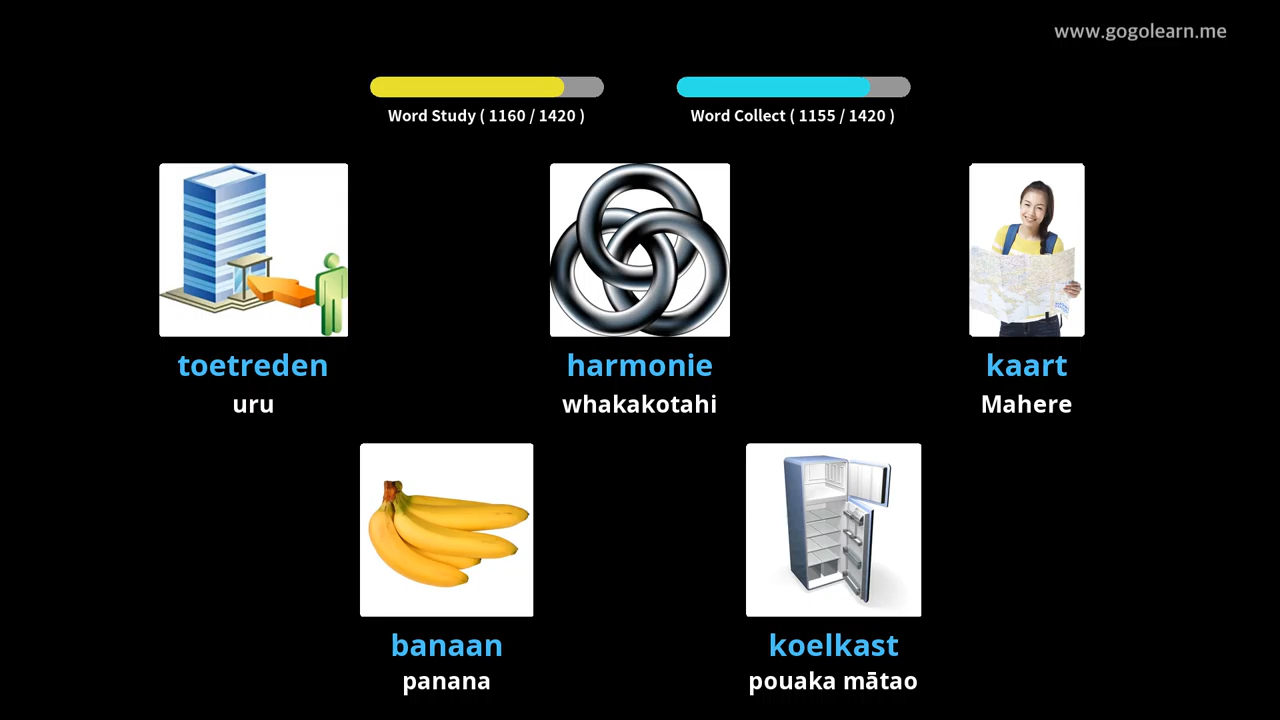 www.gogolearn.me
Word Study ( 1160 / 1420 )
Word Collect ( 1155 / 1420 )
toetreden
uru
harmonie
whakakotahi
kaart
Mahere
banaan
panana
koelkast
pouaka mātao